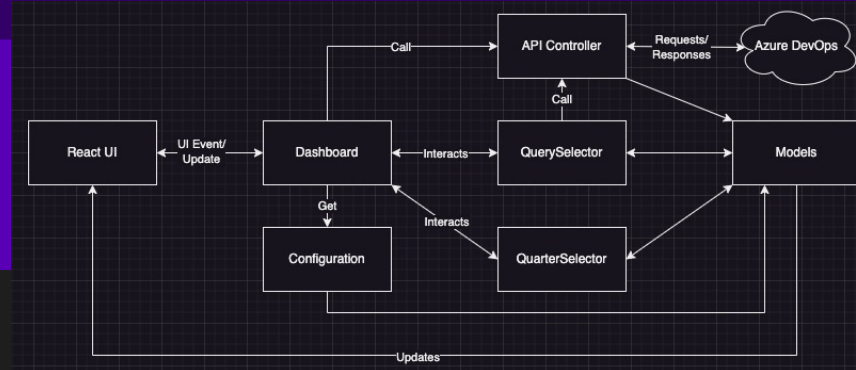 API Controller
Requests/
Responses
Azure DevOps
Call
Call
React UI
UI Event/
Update
Dashboard
Interacts
QuerySelector
Models
Get
Interacts
Configuration
QuarterSelector
Updates